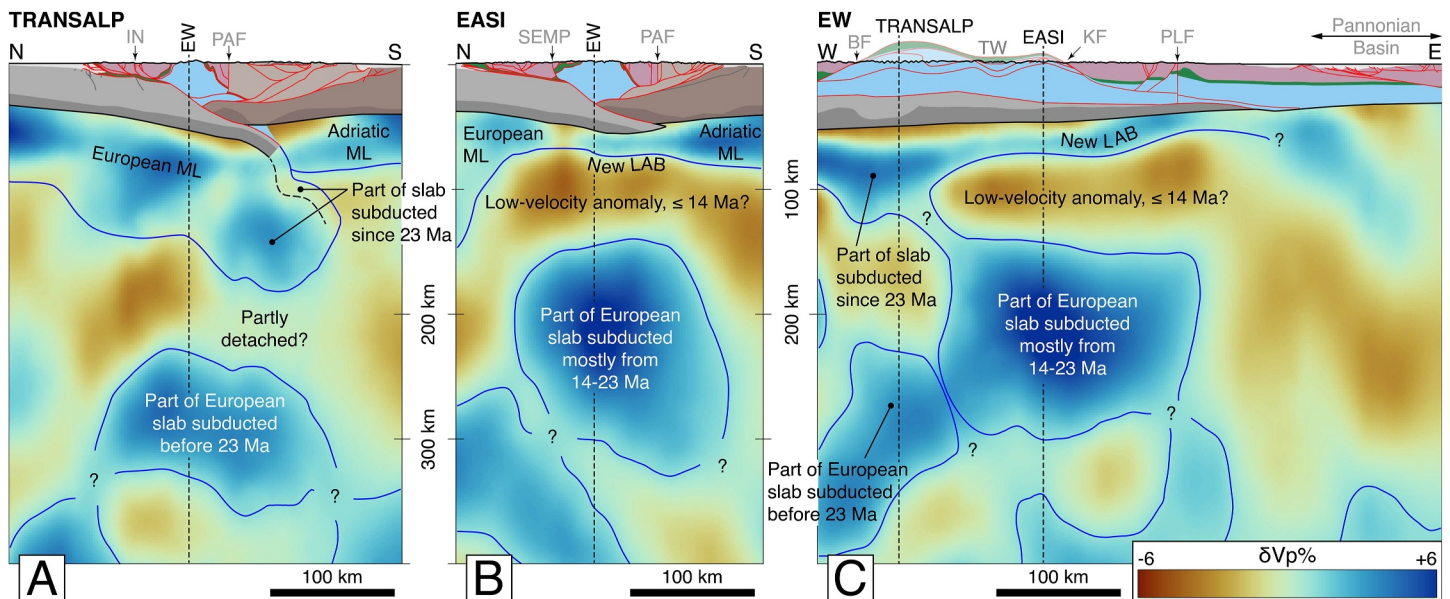 TRANSALP
N
IN
EW
PAF
S
European ML
Adriatic
ML
Part of slab
subducted
since 23 Ma
Partly
detached?
Part of European
slab subducted
before 23 Ma
?
?
A
100 km
EASI
N
SEMP
EW
PAF
S
European
ML
Adriatic
ML
New LAB
Low-velocity anomaly, ≤ 14 Ma?
Part of European
slab subducted
mostly from
14-23 Ma
?
?
100 km
200 km
300 km
B
100 km
EW
W
BF
TRANSALP
TW
EASI
KF
PLF
Pannonian
Basin
E
New LAB
?
100 km
Low-velocity anomaly, ≤ 14 Ma?
?
Part of slab
subducted
since 23 Ma
200 km
Part of European
slab subducted
mostly from
14-23 Ma
?
?
Part of European
slab subducted
before 23 Ma
C
100 km
δVp%
-6
+6